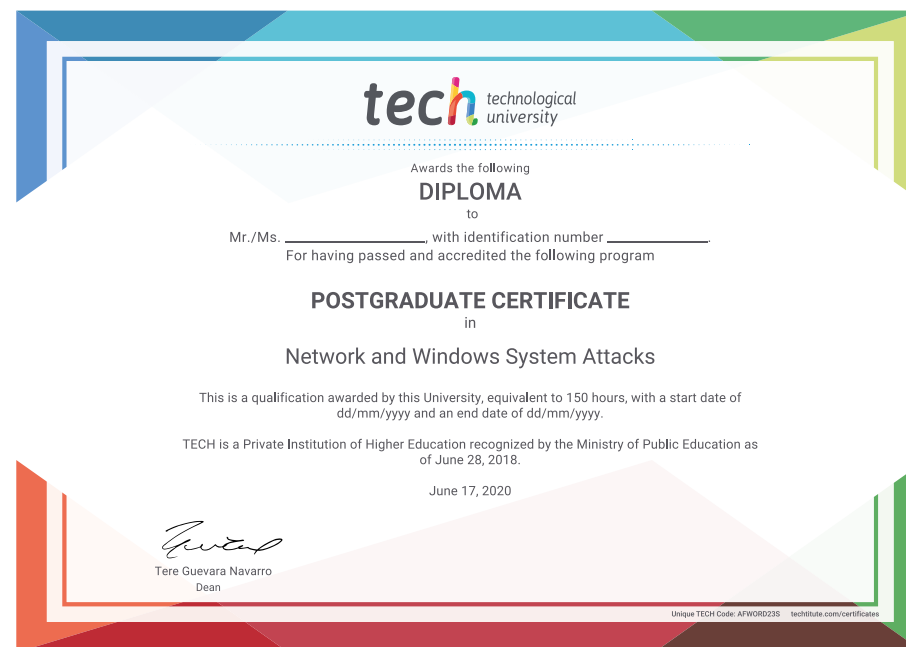 tech technological
university
Awards the following
DIPLOMA
to
Mr./Ms. ____________________, with identification number ______________.
For having passed and accredited the following program
POSTGRADUATE CERTIFICATE
in
Network and Windows System Attacks
This is a qualification awarded by this University, equivalent to 150 hours, with a start date of
dd/mm/yyyy and an end date of dd/mm/yyyy.
TECH is a Private Institution of Higher Education recognized by the Ministry of Public Education as
of June 28, 2018.
June 17, 2020
Tere Guevara Navarro
Dean
Unique TECH Code: AFWORD23S techtitute.com/certificates